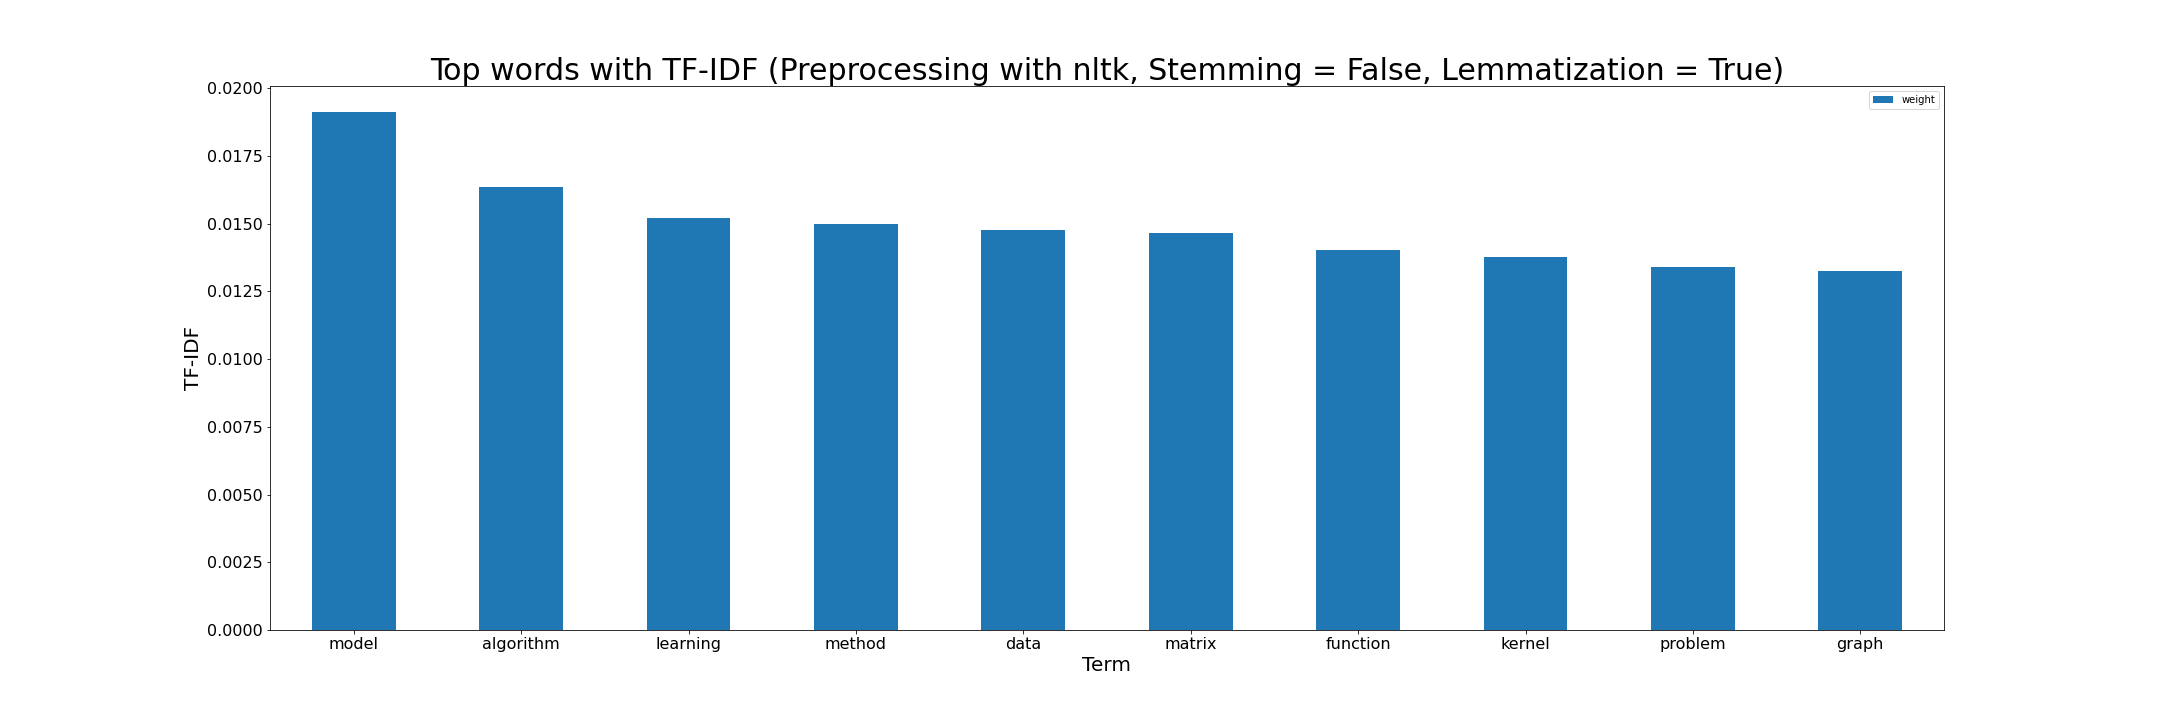 Top words with TF-IDF (Preprocessing with nltk, Stemming = False, Lemmatization = True)
weight
0.0200
0.0175
0.0150
0.0125
0.0100
0.0075
0.0050
0.0025
0.0000
TF-IDF
model algorithm learning method data matrix function kernel problem graph
Term